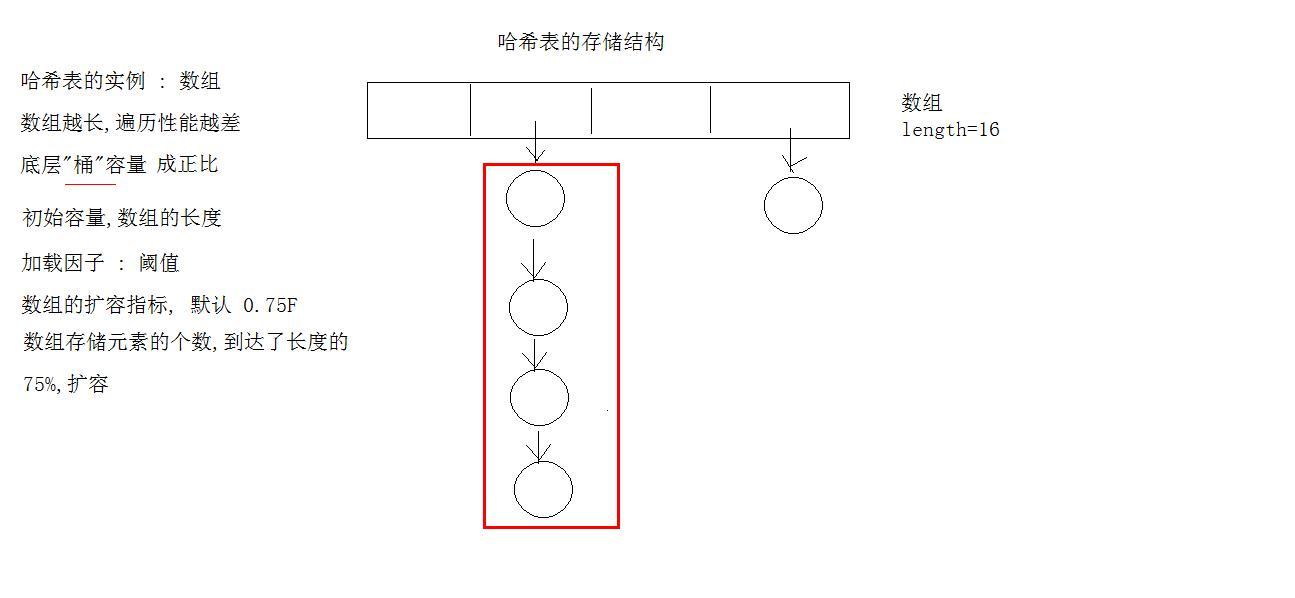 哈希表的存储结构
哈希表的实例 : 数组
数组越长,遍历性能越差
底层"桶"容量 成正比
初始容量,数组的长度
加载因子 : 阈值
数组的扩容指标, 默认 0.75F
数组存储元素的个数,到达了长度的
75%,扩容
数组
length=16